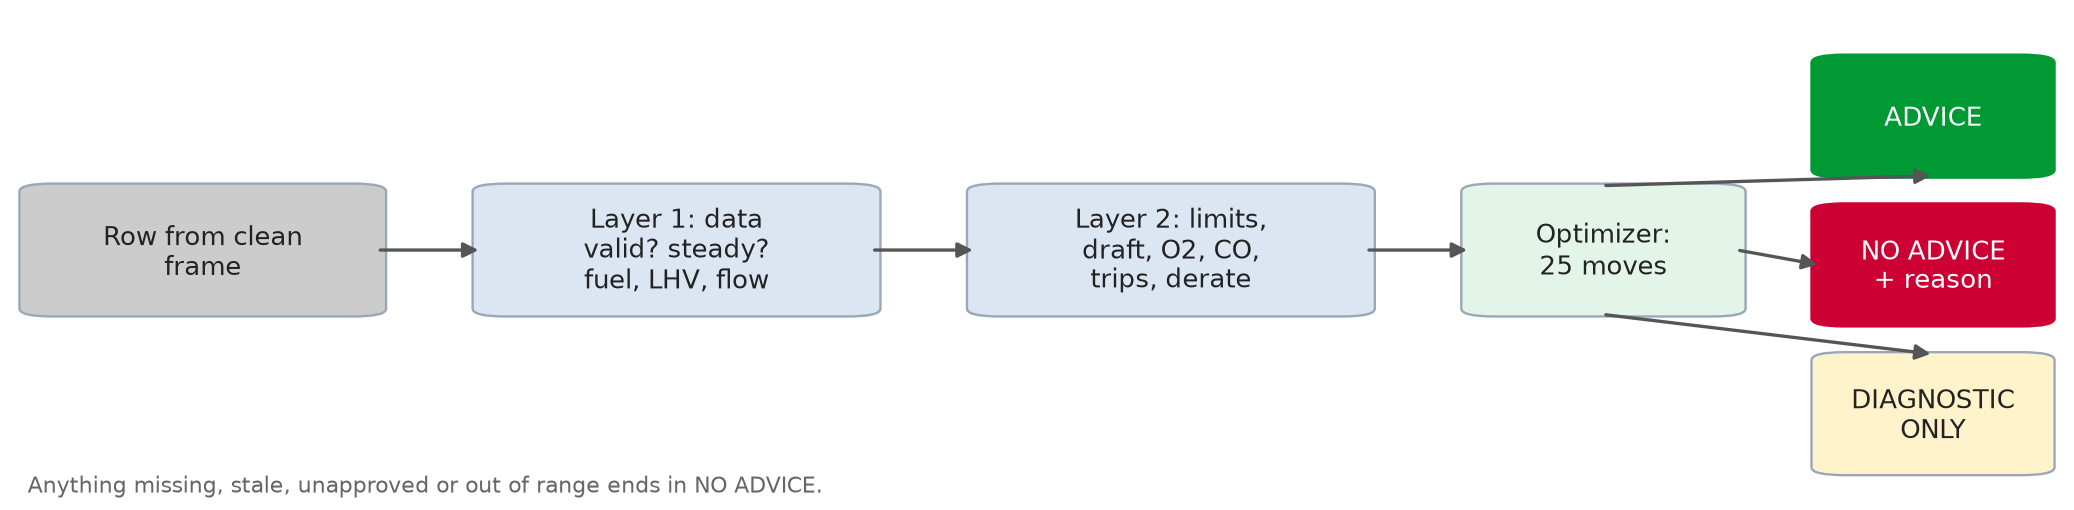 Row from clean
frame
Layer 1: data
valid? steady?
fuel, LHV, flow
Layer 2: limits,
draft, O2, CO,
trips, derate
Optimizer:
25 moves
ADVICE
NO ADVICE
+ reason
DIAGNOSTIC
ONLY
Anything missing, stale, unapproved or out of range ends in NO ADVICE.